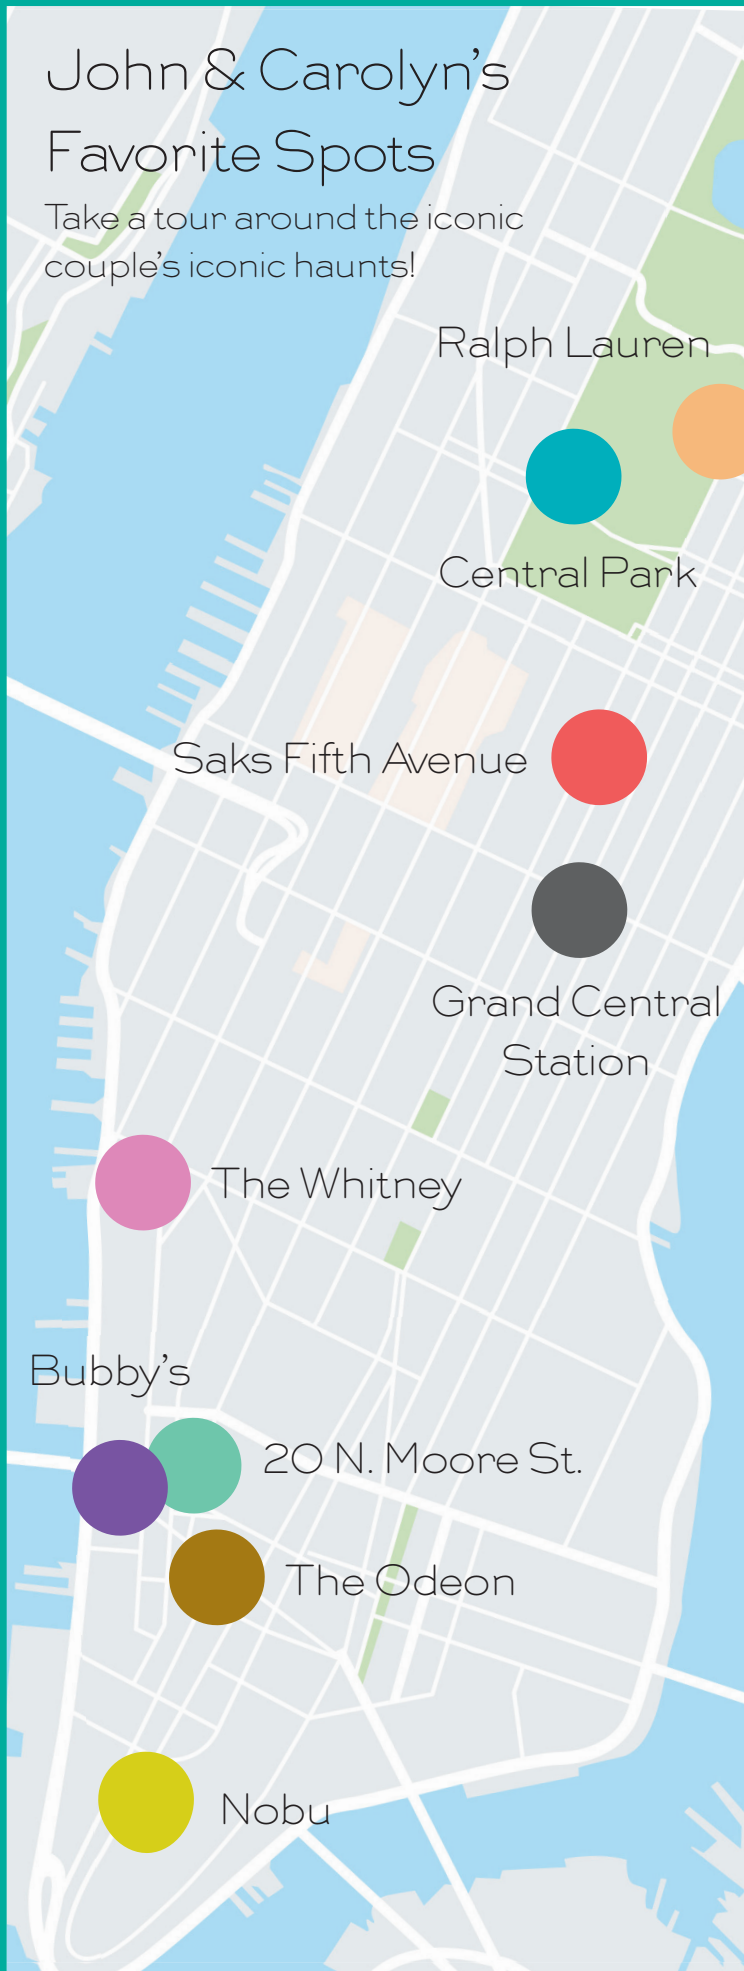 John & Carolyn's
Favorite Spots
Take a tour around the iconic
couple's iconic haunts!
Ralph Lauren
Central Park
Saks Fifth Avenue
Grand Central
Station
The Whitney
Bubby's
20 N. Moore St.
The Odeon
Nobu